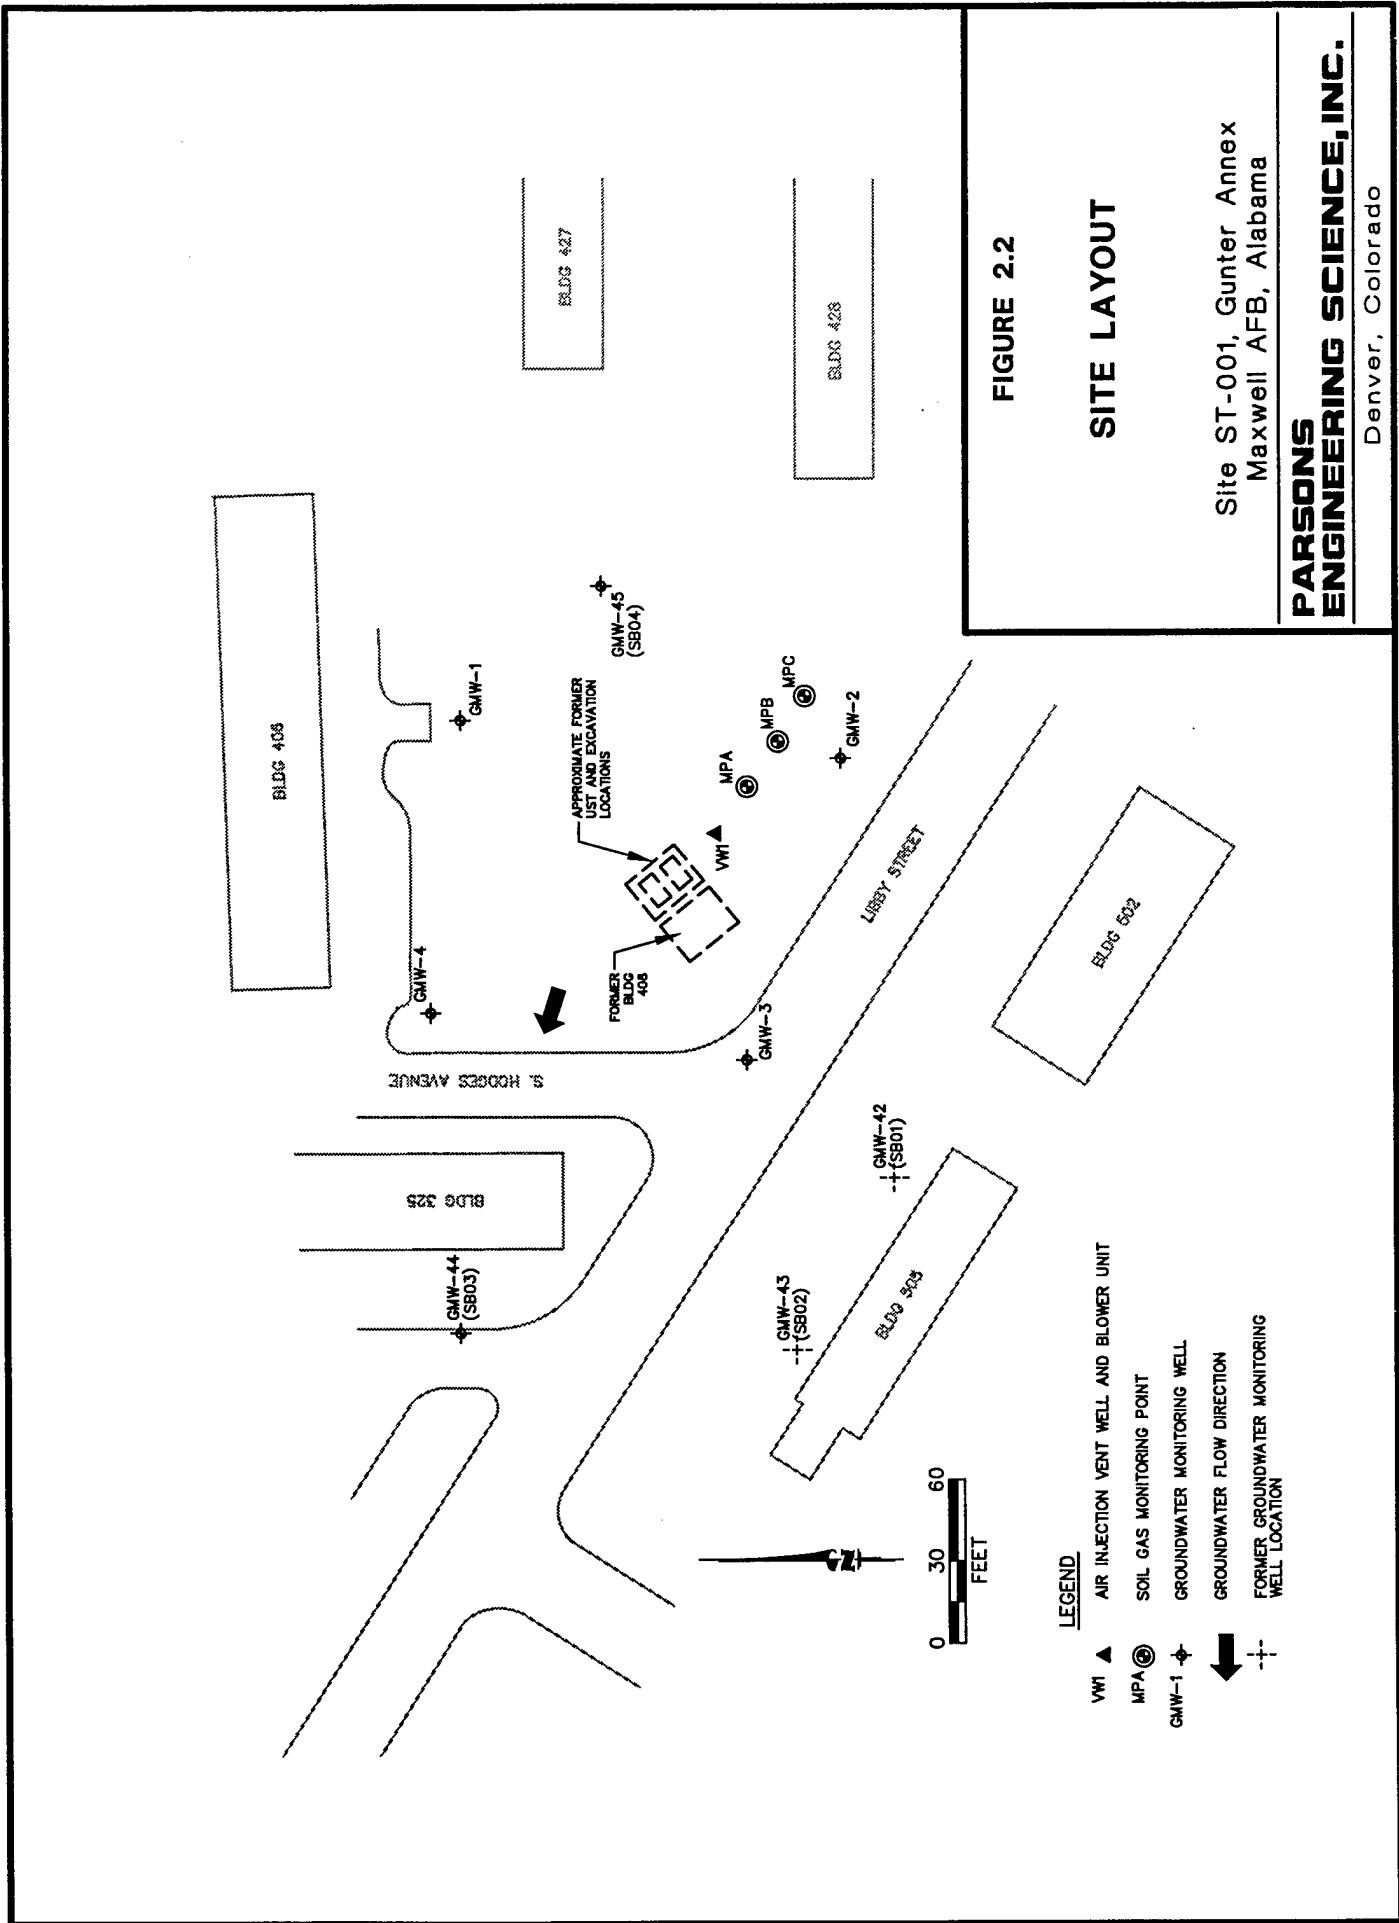 BLDG 325
S. HODGES AVENUE
GMW-44
(SB03)
GMW-4
GMW-1
BLDG 427
FORMER
BLDG
408
APPROXIMATE FORMER
UST AND EXCAVATION
LOCATIONS
GMW-45
(SB04)
VW1
MPA
MPB
MPC
GMW-3
GMW-2
BLDG 428
GMW-43
(SB02)
GMW-42
(SB01)
LIBBY STREET
BLDG 502
0 30 60
FEET
LEGEND
VW1 AIR INJECTION VENT WELL AND BLOWER UNIT
MPA SOIL GAS MONITORING POINT
GMW-1 GROUNDWATER MONITORING WELL
GROUNDWATER FLOW DIRECTION
FORMER GROUNDWATER MONITORING
WELL LOCATION
FIGURE 2.2
SITE LAYOUT
Site ST-001, Gunter Annex
Maxwell AFB, Alabama
PARSONS
ENGINEERING SCIENCE, INC.
Denver, Colorado